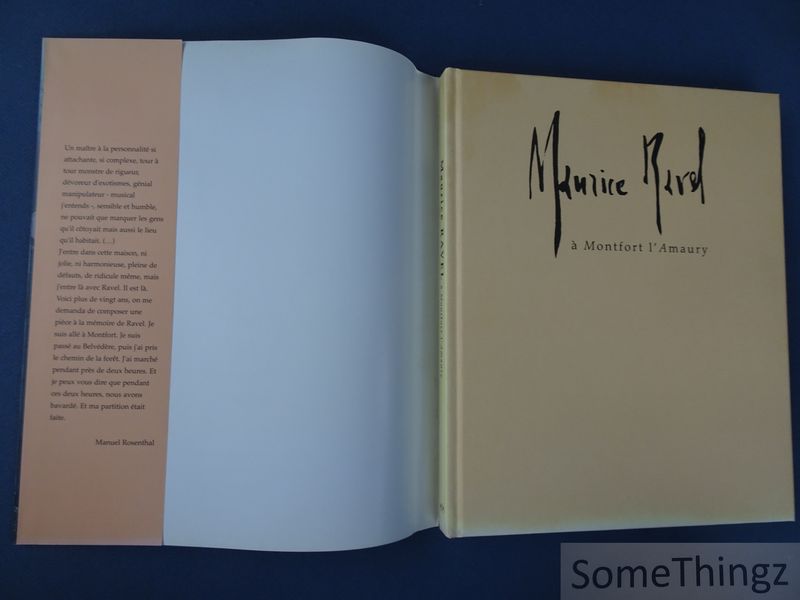 Un maître à la personnalité si
attachante, si complexe, tour à
tour monstre de rigueur,
dévoreur d'exotismes, génial
manipulateur - musical
j'entends -, sensible et humble,
ne pouvait que marquer les gens
qu'il côtoyait mais aussi le lieu
qu'il habitait. (...)
J'entre dans cette maison, ni
jolie, ni harmonieuse, pleine de
défauts, de ridicule même, mais
j'entre là avec Ravel. Il est là.
Voici plus de vingt ans, on me
demanda de composer une
pièce à la mémoire de Ravel. Je
suis allé à Montfort. Je suis
passé au Belvédère, puis j'ai pris
le chemin de la forêt. J'ai marché
pendant près de deux heures. Et
je peux vous dire que pendant
ces deux heures, nous avons
bavardé. Et ma partition était
faite.
Manuel Rosenthal
Maurice RAVEL à Montfort l'Amaury
Maurice Ravel
à Montfort l'Amaury
SomeThingz